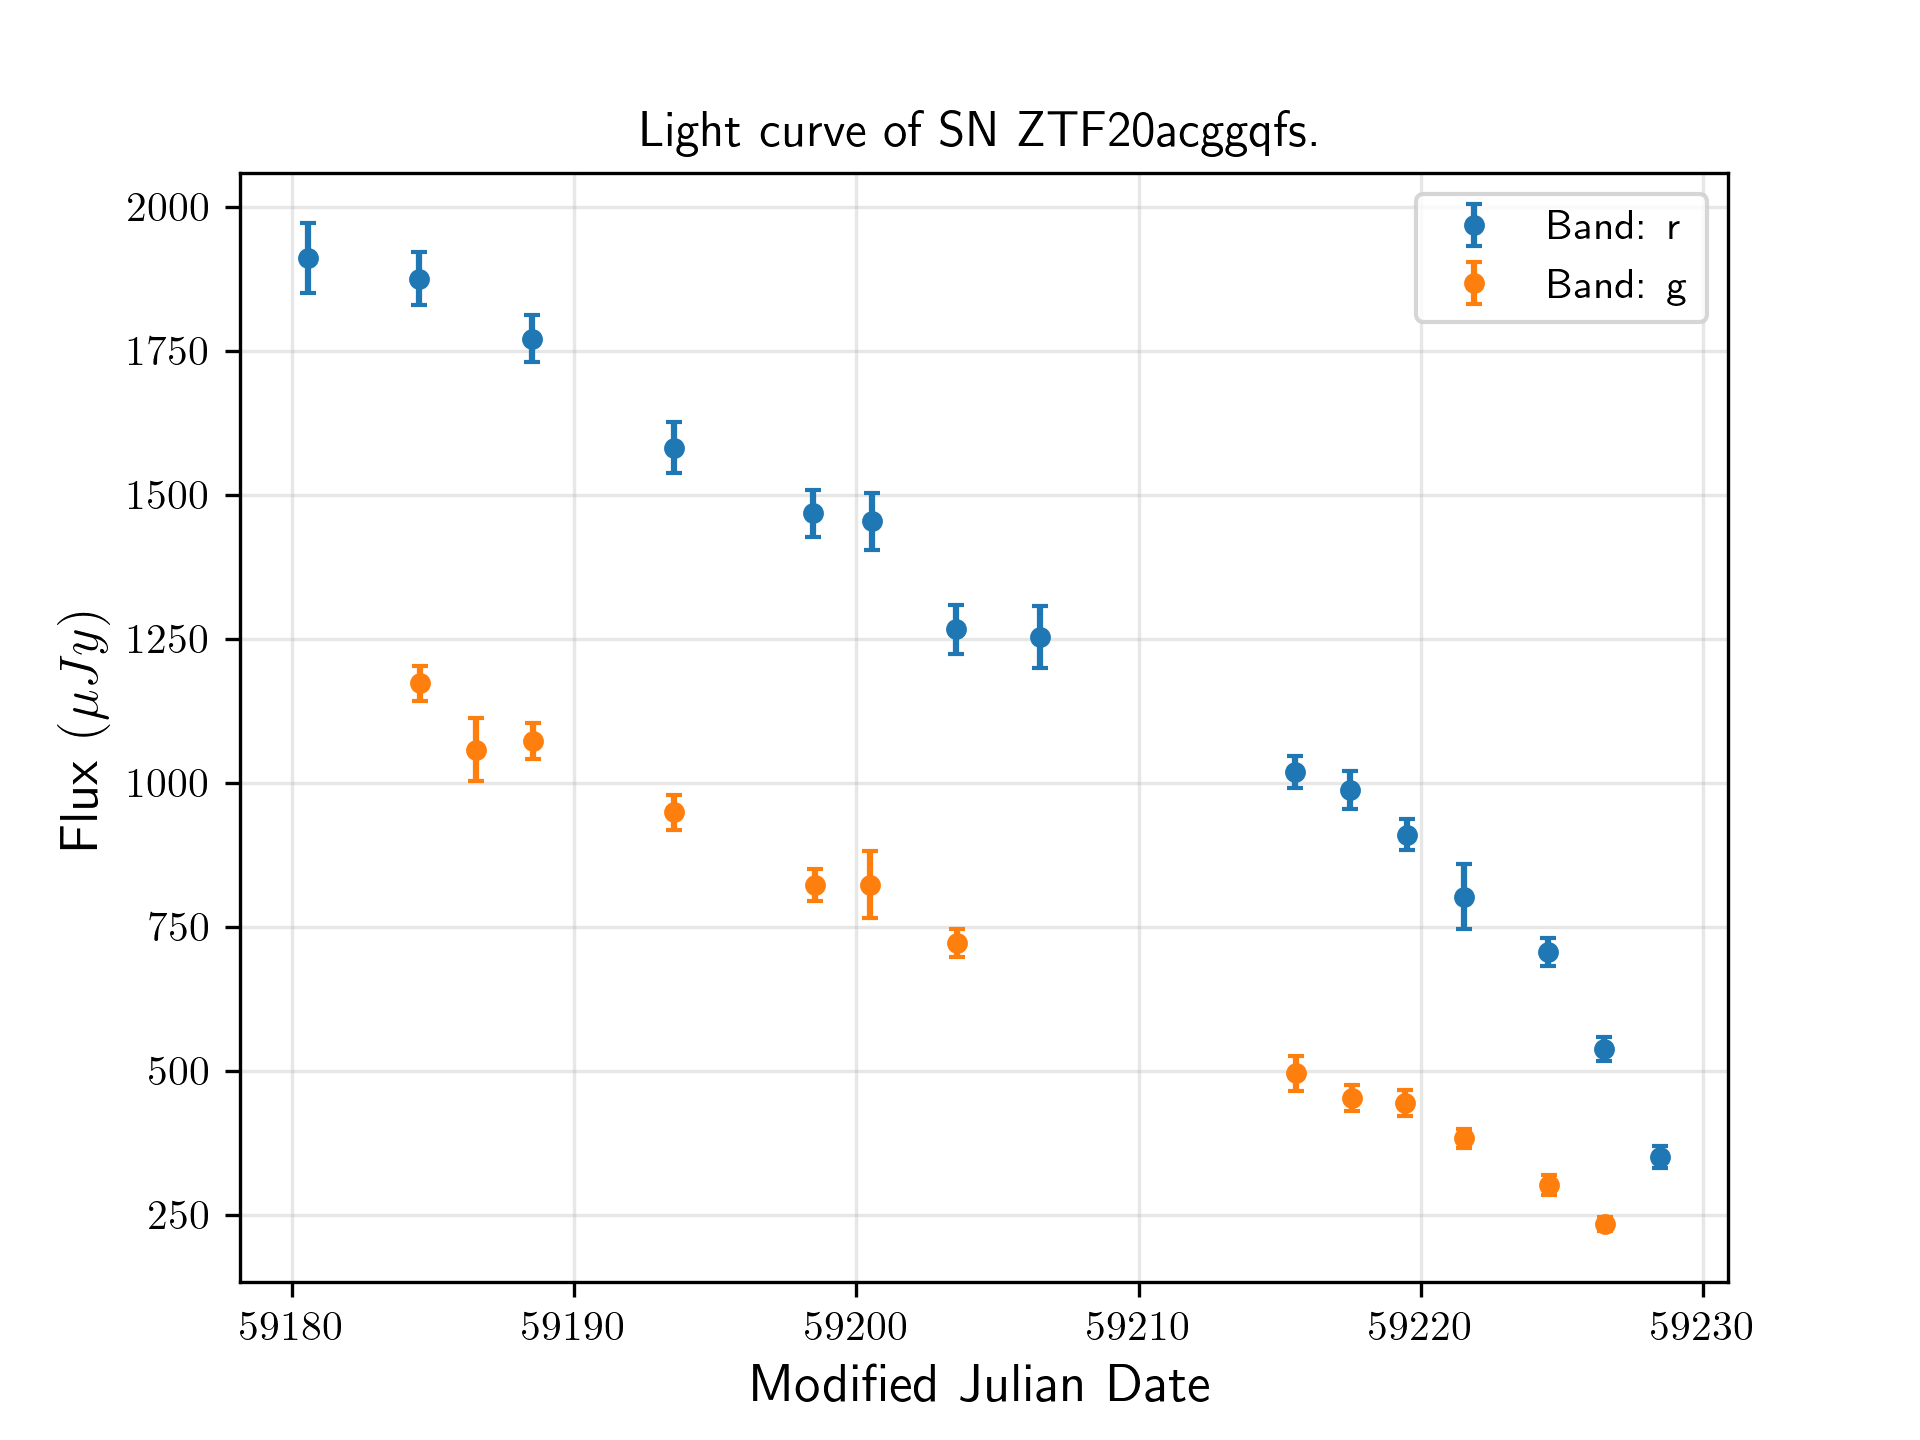 Light curve of SN ZTF20acggqfs.
2000
1750
1500
1250
1000
750
500
250
Flux (μJy)
Band: r
Band: g
59180 59190 59200 59210 59220 59230
Modified Julian Date